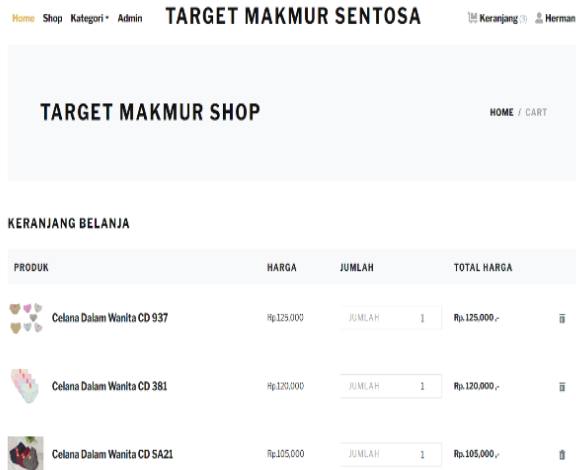 Home Shop Kategori Admin TARGET MAKMUR SENTOSA Keranjang (3) Herman
TARGET MAKMUR SHOP HOME / CART
KERANJANG BELANJA
PRODUK HARGA JUMLAH TOTAL HARGA
Celana Dalam Wanita CD 937 Rp.125,000 JUMLAH 1 Rp.125,000,-
Celana Dalam Wanita CD 381 Rp.120,000 JUMLAH 1 Rp.120,000,-
Celana Dalam Wanita CD SA21 Rp.105,000 JUMLAH 1 Rp.105,000,-